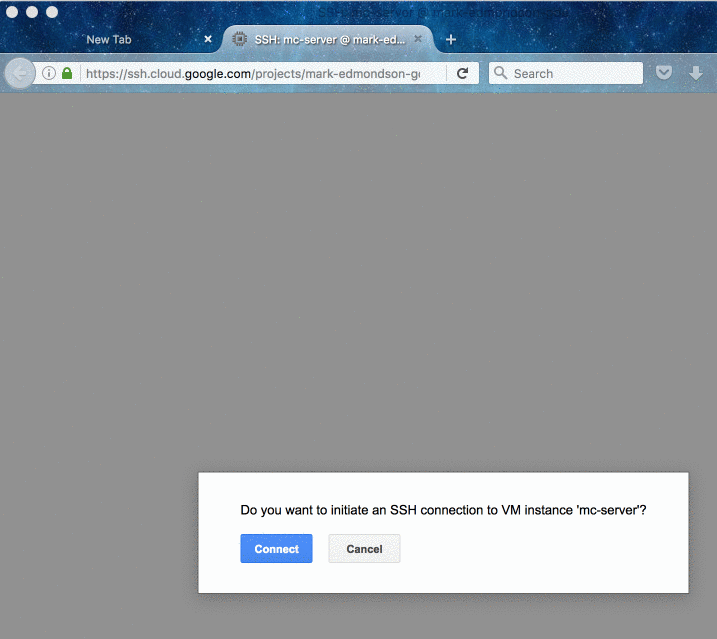 New Tab
SSH: mc-server @ mark-ed...
https://ssh.cloud.google.com/projects/mark-edmondson-g
Search
Do you want to initiate an SSH connection to VM instance 'mc-server'?
Connect
Cancel